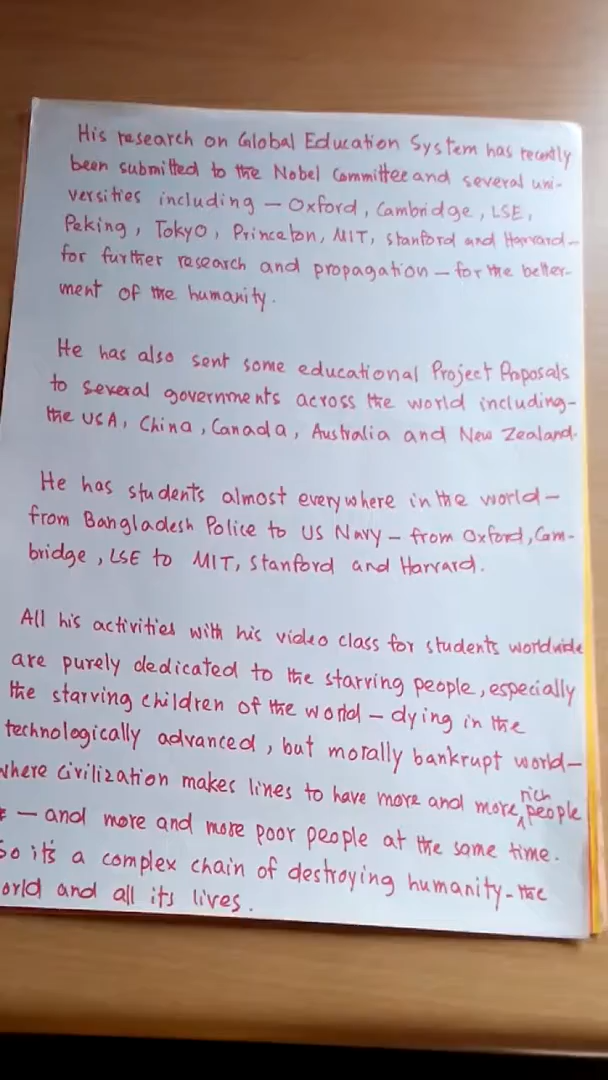 His research on Global Education System has recently
been submitted to the Nobel Committee and several uni-
versities including – Oxford, Cambridge, LSE,
Peking, Tokyo, Princeton, MIT, Stanford and Harvard –
for further research and propagation – for the better-
ment of the humanity.
He has also sent some educational Project Proposals
to several governments across the world including –
the USA, China, Canada, Australia and New Zealand.
He has students almost everywhere in the world –
from Bangladesh Police to US Navy – from Oxford, Cam-
bridge, LSE to MIT, Stanford and Harvard.
All his activities with his video class for students worldwide
are purely dedicated to the starving people, especially
the starving children of the world – dying in the
technologically advanced, but morally bankrupt world –
where civilization makes lines to have more and more rich people
– and more and more poor people at the same time.
So it's a complex chain of destroying humanity – the
orld and all its lives.